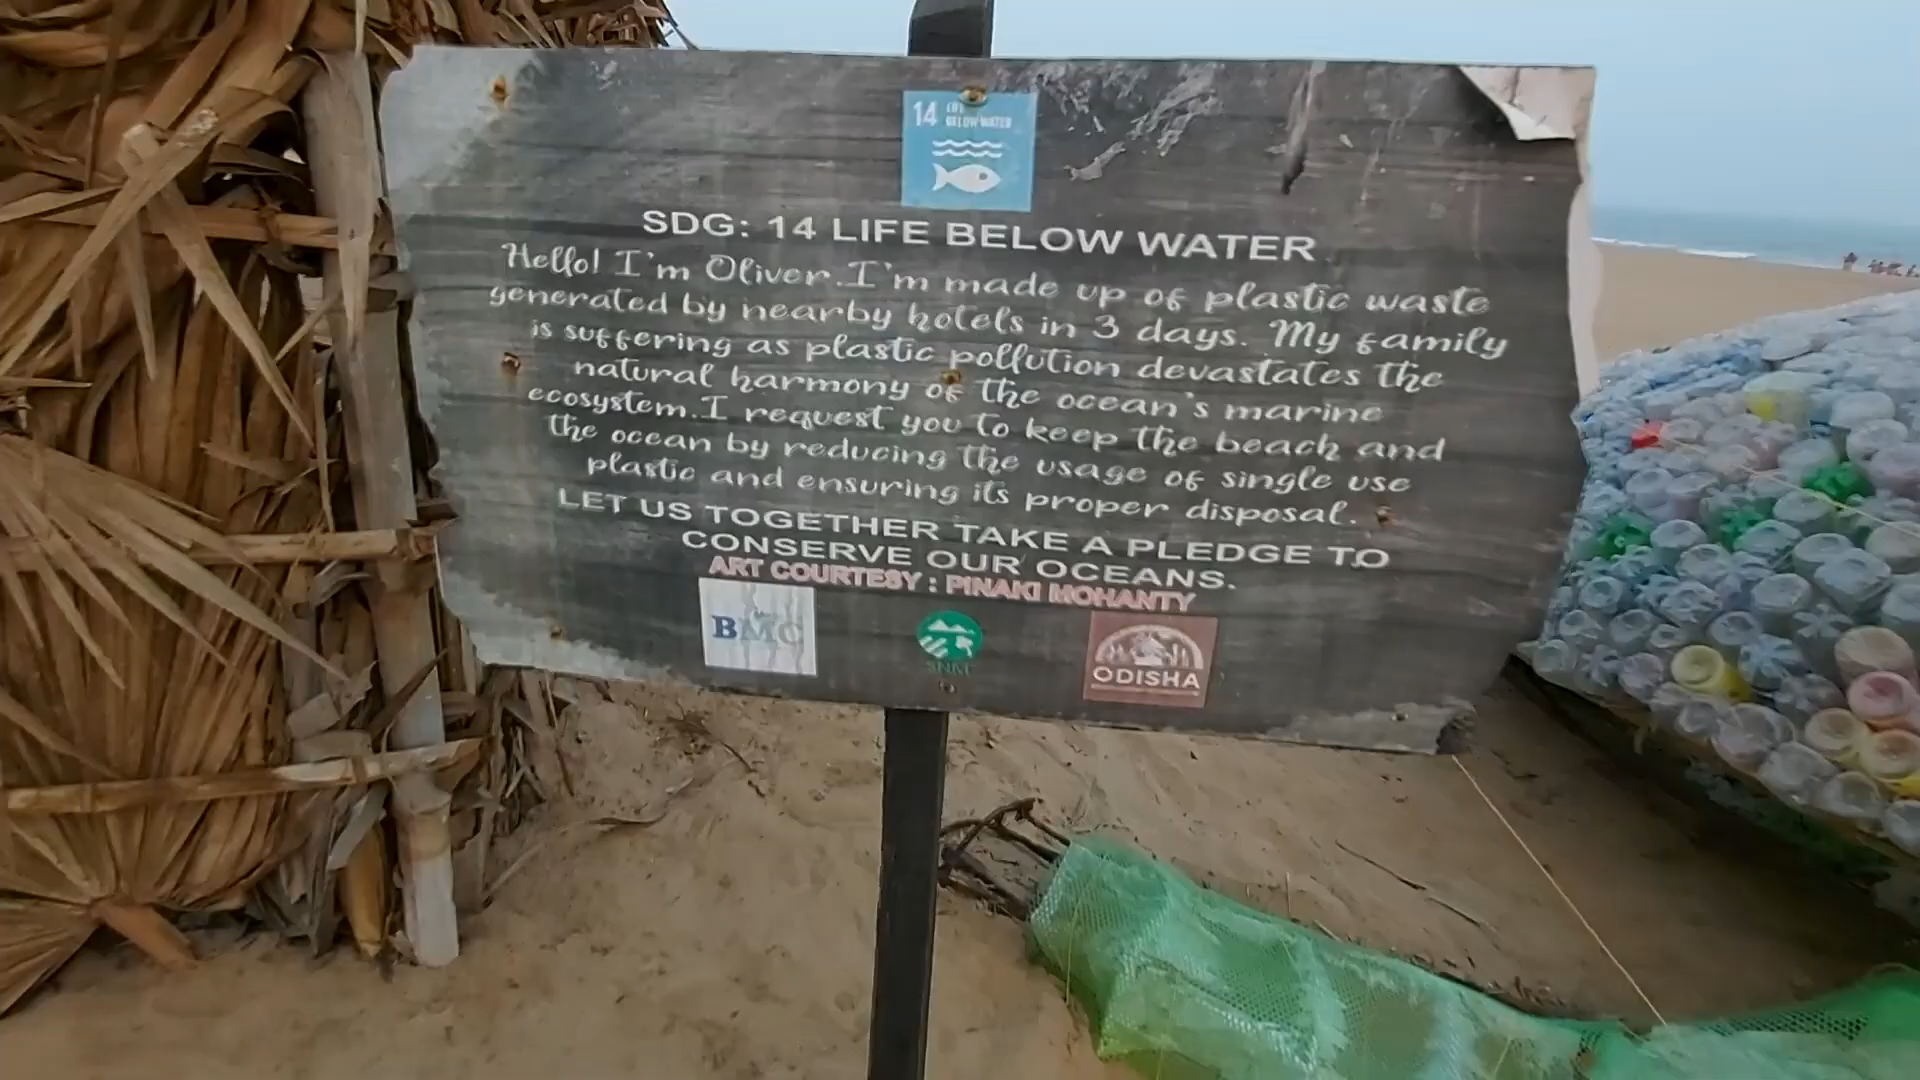 14 LIFE
BELOW WATER
SDG: 14 LIFE BELOW WATER
Hello! I'm Oliver.I'm made up of plastic waste
generated by nearby hotels in 3 days. My family
is suffering as plastic pollution devastates the
natural harmony of the ocean's marine
ecosystem.I request you to keep the beach and
the ocean by reducing the usage of single use
plastic and ensuring its proper disposal.
LET US TOGETHER TAKE A PLEDGE TO
CONSERVE OUR OCEANS.
ART COURTESY : PINAKI MOHANTY
BMC
SNM
ODISHA